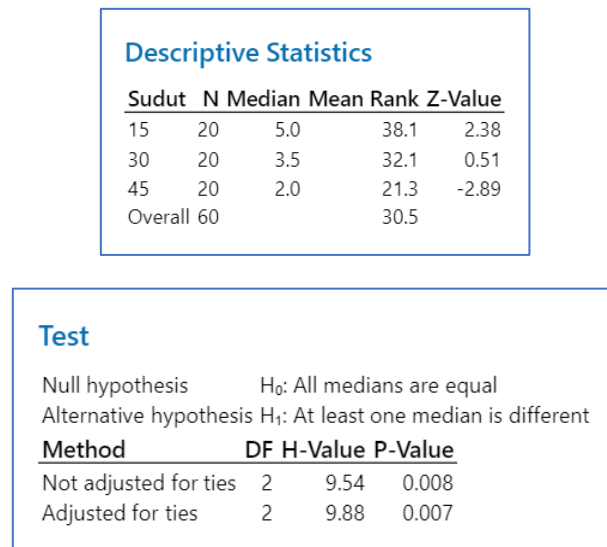 Descriptive Statistics
Sudut N Median Mean Rank Z-Value
15 20 5.0 38.1 2.38
30 20 3.5 32.1 0.51
45 20 2.0 21.3 -2.89
Overall 60 30.5
Test
Null hypothesis H₀: All medians are equal
Alternative hypothesis H₁: At least one median is different
Method DF H-Value P-Value
Not adjusted for ties 2 9.54 0.008
Adjusted for ties 2 9.88 0.007